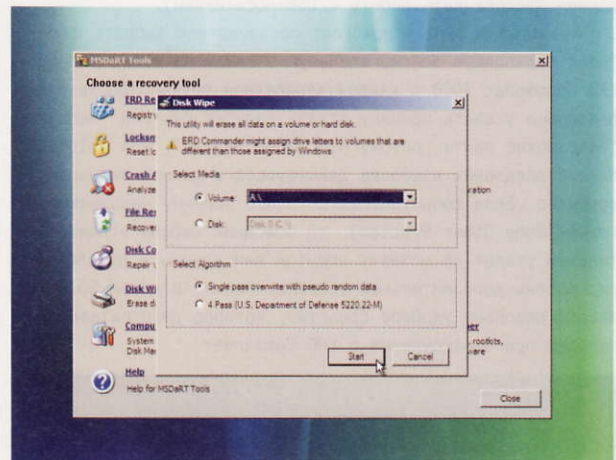 MSDaRT Tools
Choose a recovery tool
ERD Re
Registry
Locksm
Reset lo
Crash A
Analyze
File Res
Recover
Disk Co
Repair v
Disk Wi
Erase d
Compu
System
Disk Mar
Help
Help for MSDaRT Tools
Disk Wipe
This utility will erase all data on a volume or hard disk.
ERD Commander might assign drive letters to volumes that are
different than those assigned by Windows
Select Media
Volume: A:\
Disk: Disk 0 (C:\)
Select Algorithm
Single pass overwrite with pseudo random data
4 Pass (U.S. Department of Defense 5220.22-M)
Start
Cancel
ration
er
, rootkits,
ware
Close